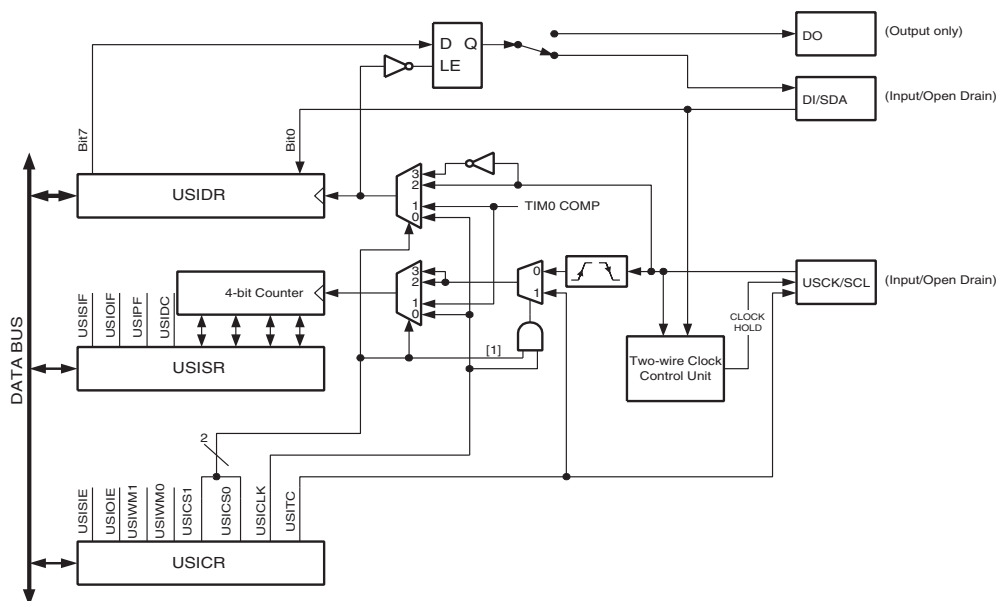 D Q
LE
DO
(Output only)
DI/SDA
(Input/Open Drain)
Bit7
Bit0
USIDR
3
2
1
0
TIM0 COMP
4-bit Counter
3
2
1
0
0
1
USCK/SCL
(Input/Open Drain)
CLOCK
HOLD
USISIF
USIOIF
USIPF
USIDC
[1]
USISR
Two-wire Clock
Control Unit
DATA BUS
2
USISIE
USIOIE
USIWM1
USIWM0
USICS1
USICS0
USICLK
USITC
USICR